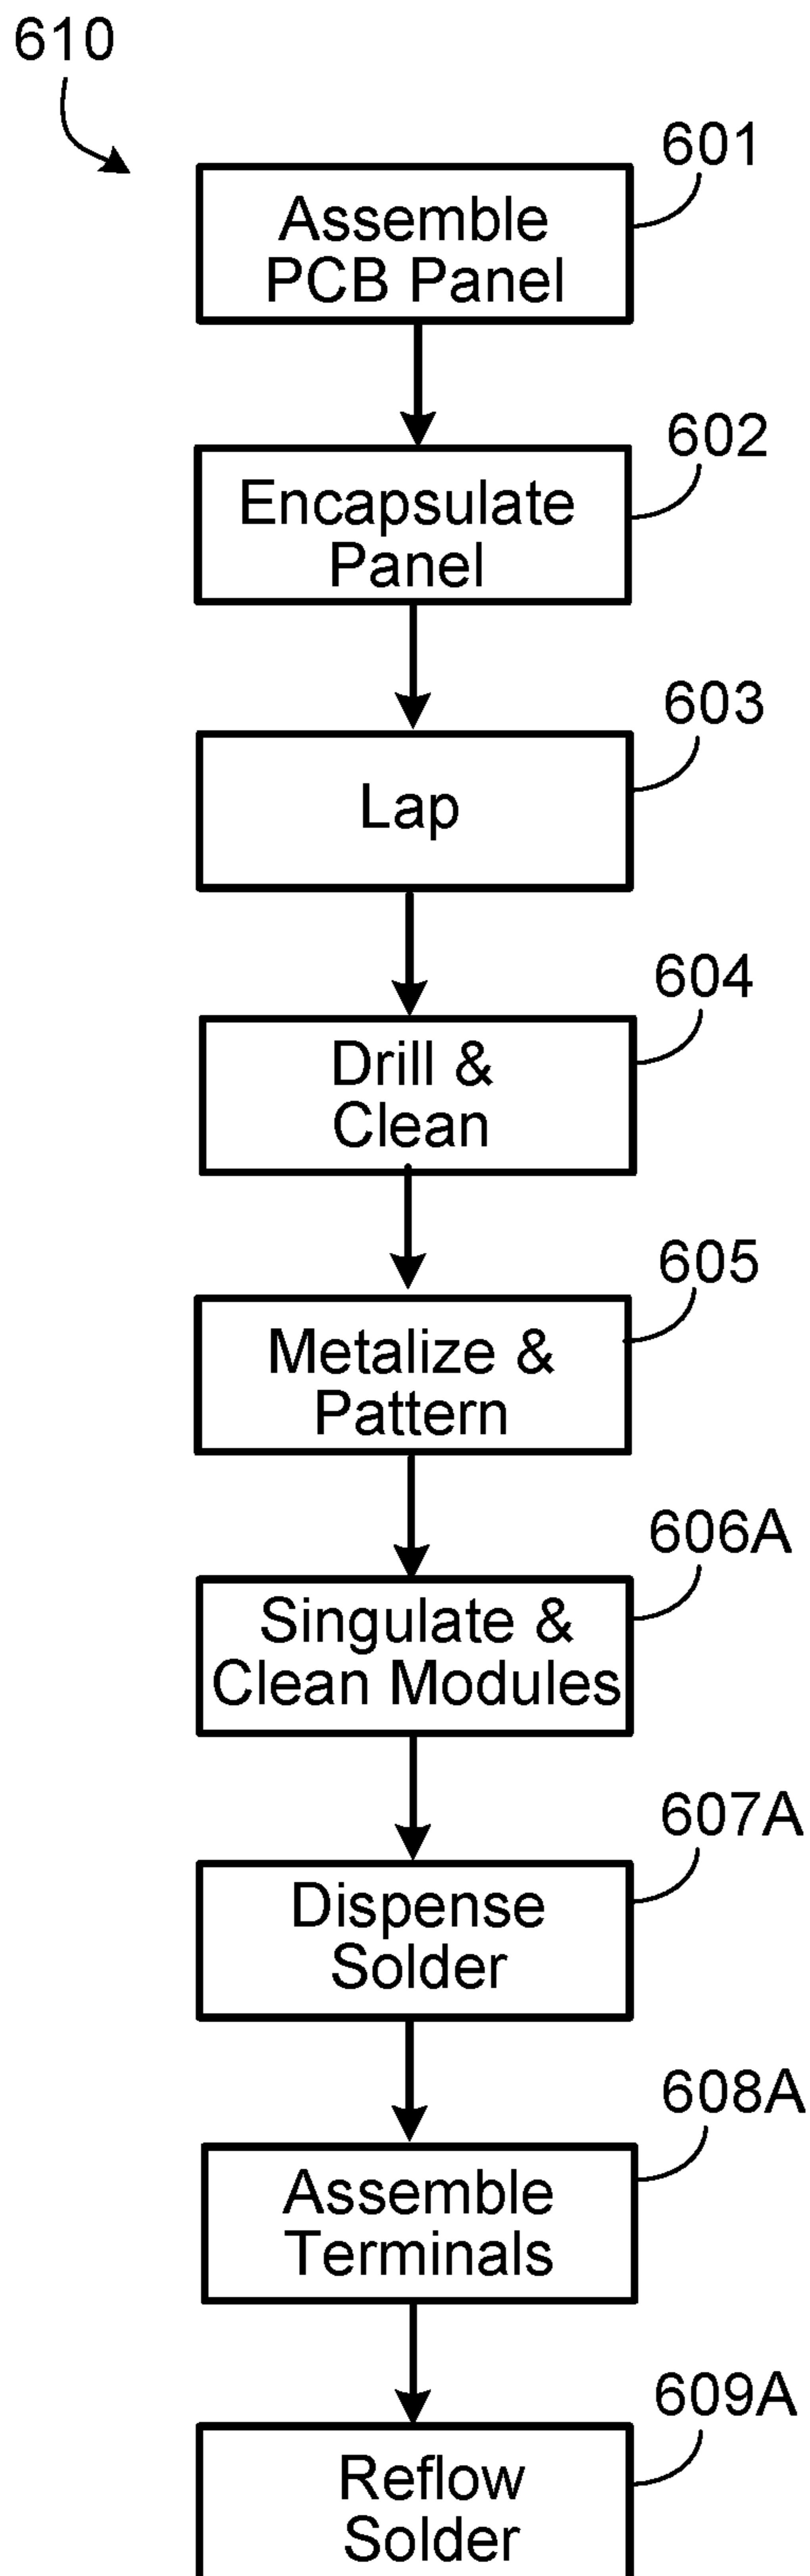 610
601
Assemble
PCB Panel
602
Encapsulate
Panel
603
Lap
604
Drill &
Clean
605
Metalize &
Pattern
606A
Singulate &
Clean Modules
607A
Dispense
Solder
608A
Assemble
Terminals
609A
Reflow
Solder